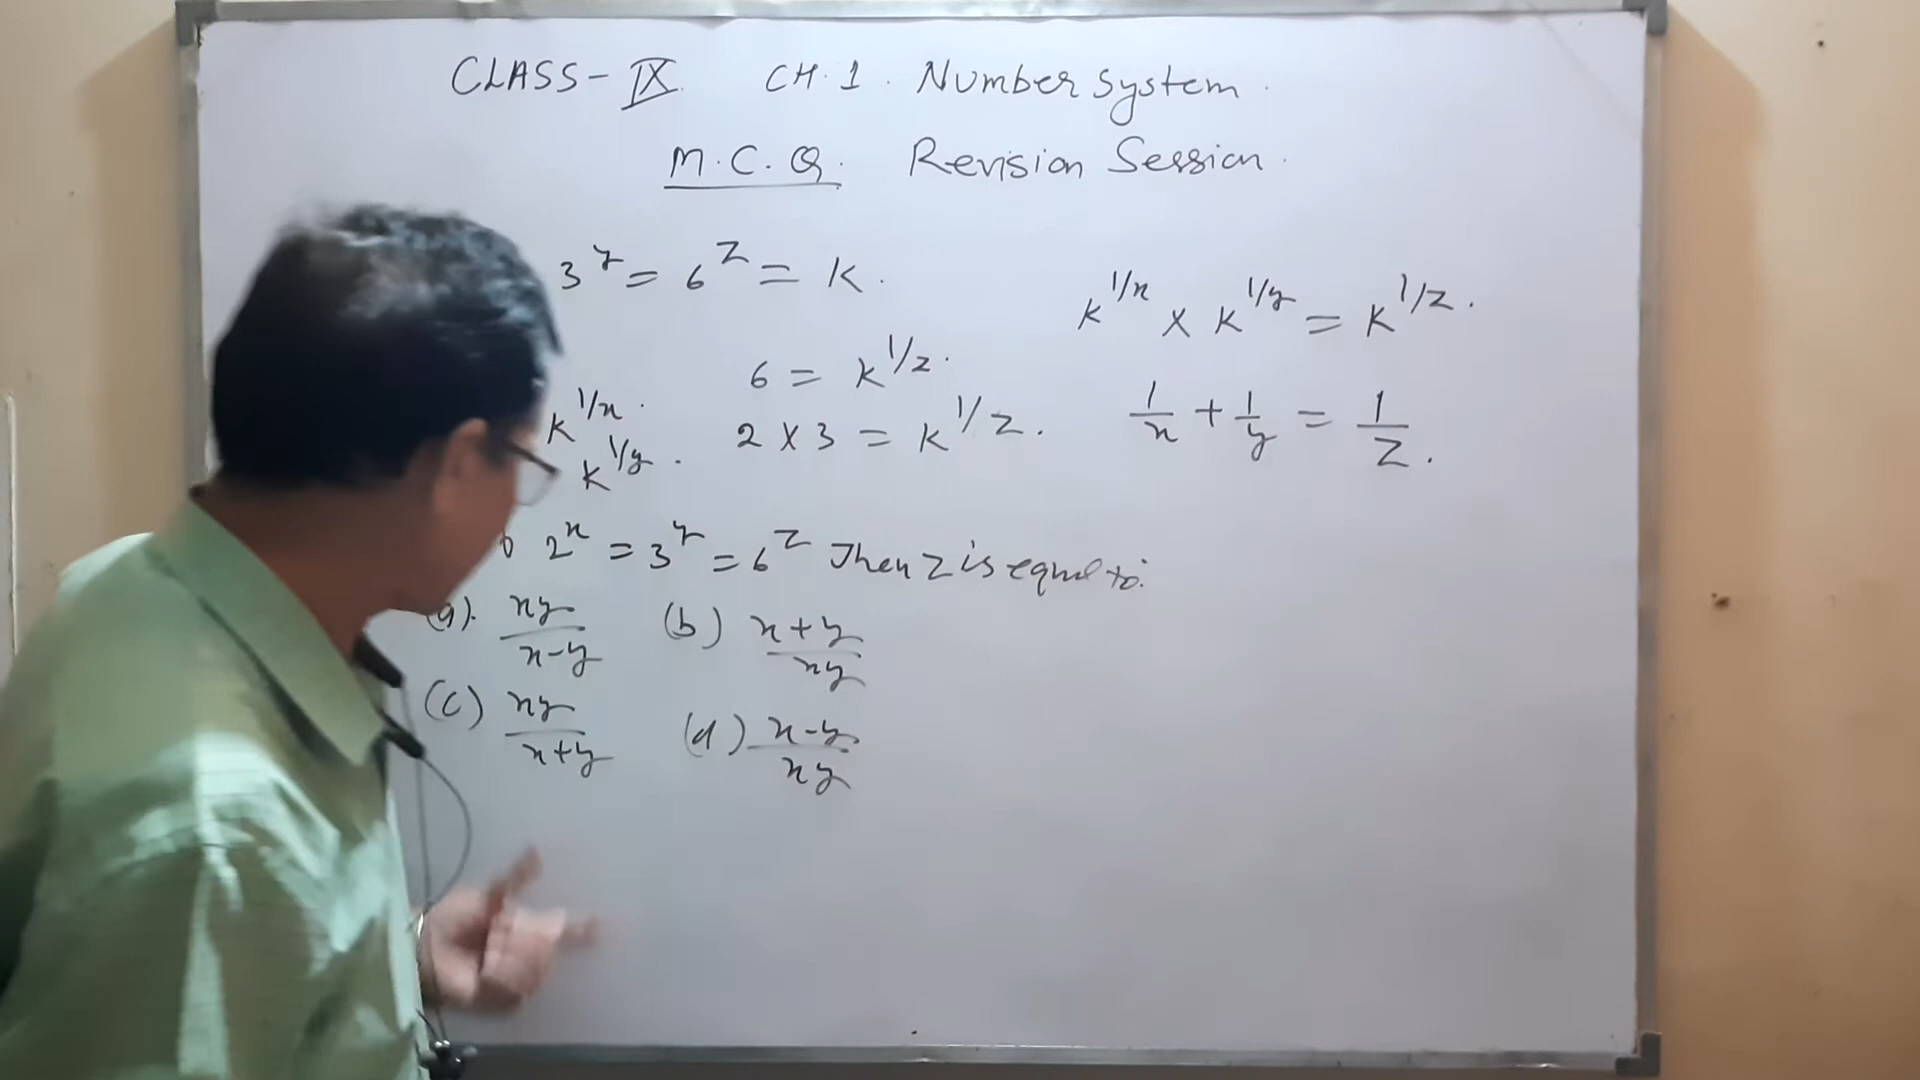 CLASS-IX CH.1. Number System.
M.C.Q. Revision Session.
3^y = 6^z = K.
K^1/x.
K^1/y.
6 = K^1/z.
2 X 3 = K^1/z.
K^1/x X K^1/y = K^1/z.
1/x + 1/y = 1/z.
2^x = 3^y = 6^z Then z is equal to:
(a). xy/x-y (b) x+y/xy
(c) xy/x+y (d) x-y/xy